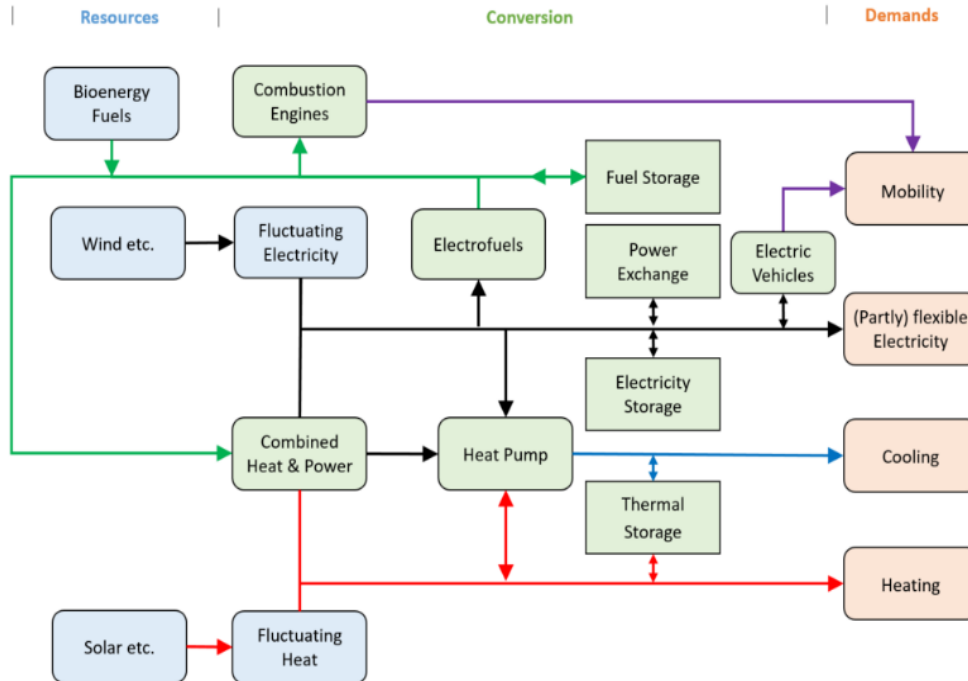 Resources
Conversion
Demands
Bioenergy
Fuels
Combustion
Engines
Fuel Storage
Mobility
Wind etc.
Fluctuating
Electricity
Electrofuels
Power
Exchange
Electric
Vehicles
(Partly) flexible
Electricity
Electricity
Storage
Combined
Heat & Power
Heat Pump
Cooling
Thermal
Storage
Heating
Solar etc.
Fluctuating
Heat